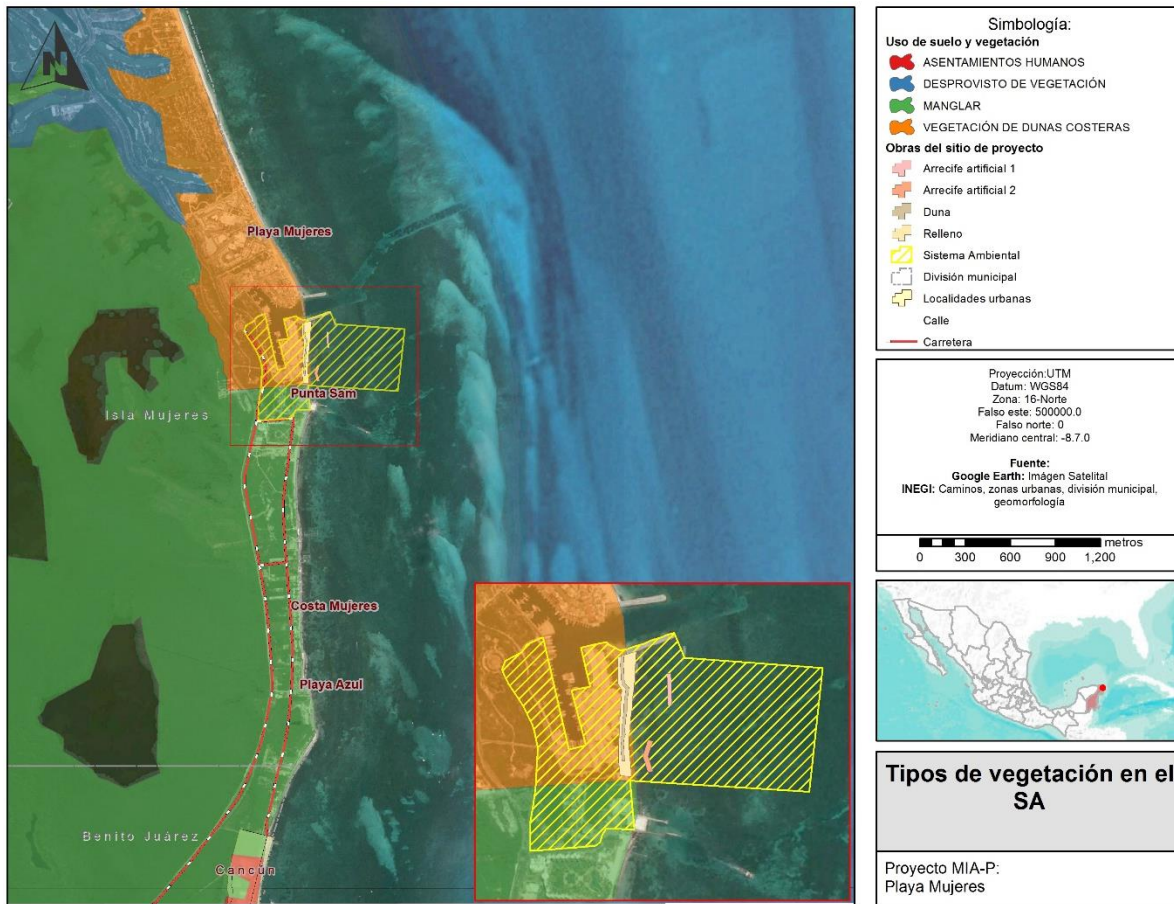 N
Playa Mujeres
Punta Sam
Isla Mujeres
Costa Mujeres
Playa Azul
Benito Juárez
Cancún
Simbología:
Uso de suelo y vegetación
ASENTAMIENTOS HUMANOS
DESPROVISTO DE VEGETACIÓN
MANGLAR
VEGETACIÓN DE DUNAS COSTERAS
Obras del sitio de proyecto
Arrecife artificial 1
Arrecife artificial 2
Duna
Relleno
Sistema Ambiental
División municipal
Localidades urbanas
Calle
Carretera
Proyección:UTM
Datum: WGS84
Zona: 16-Norte
Falso este: 500000.0
Falso norte: 0
Meridiano central: -8.7.0
Fuente:
Google Earth: Imágen Satelital
INEGI: Caminos, zonas urbanas, división municipal,
geomorfología
metros
0 300 600 900 1,200
Tipos de vegetación en el
SA
Proyecto MIA-P:
Playa Mujeres